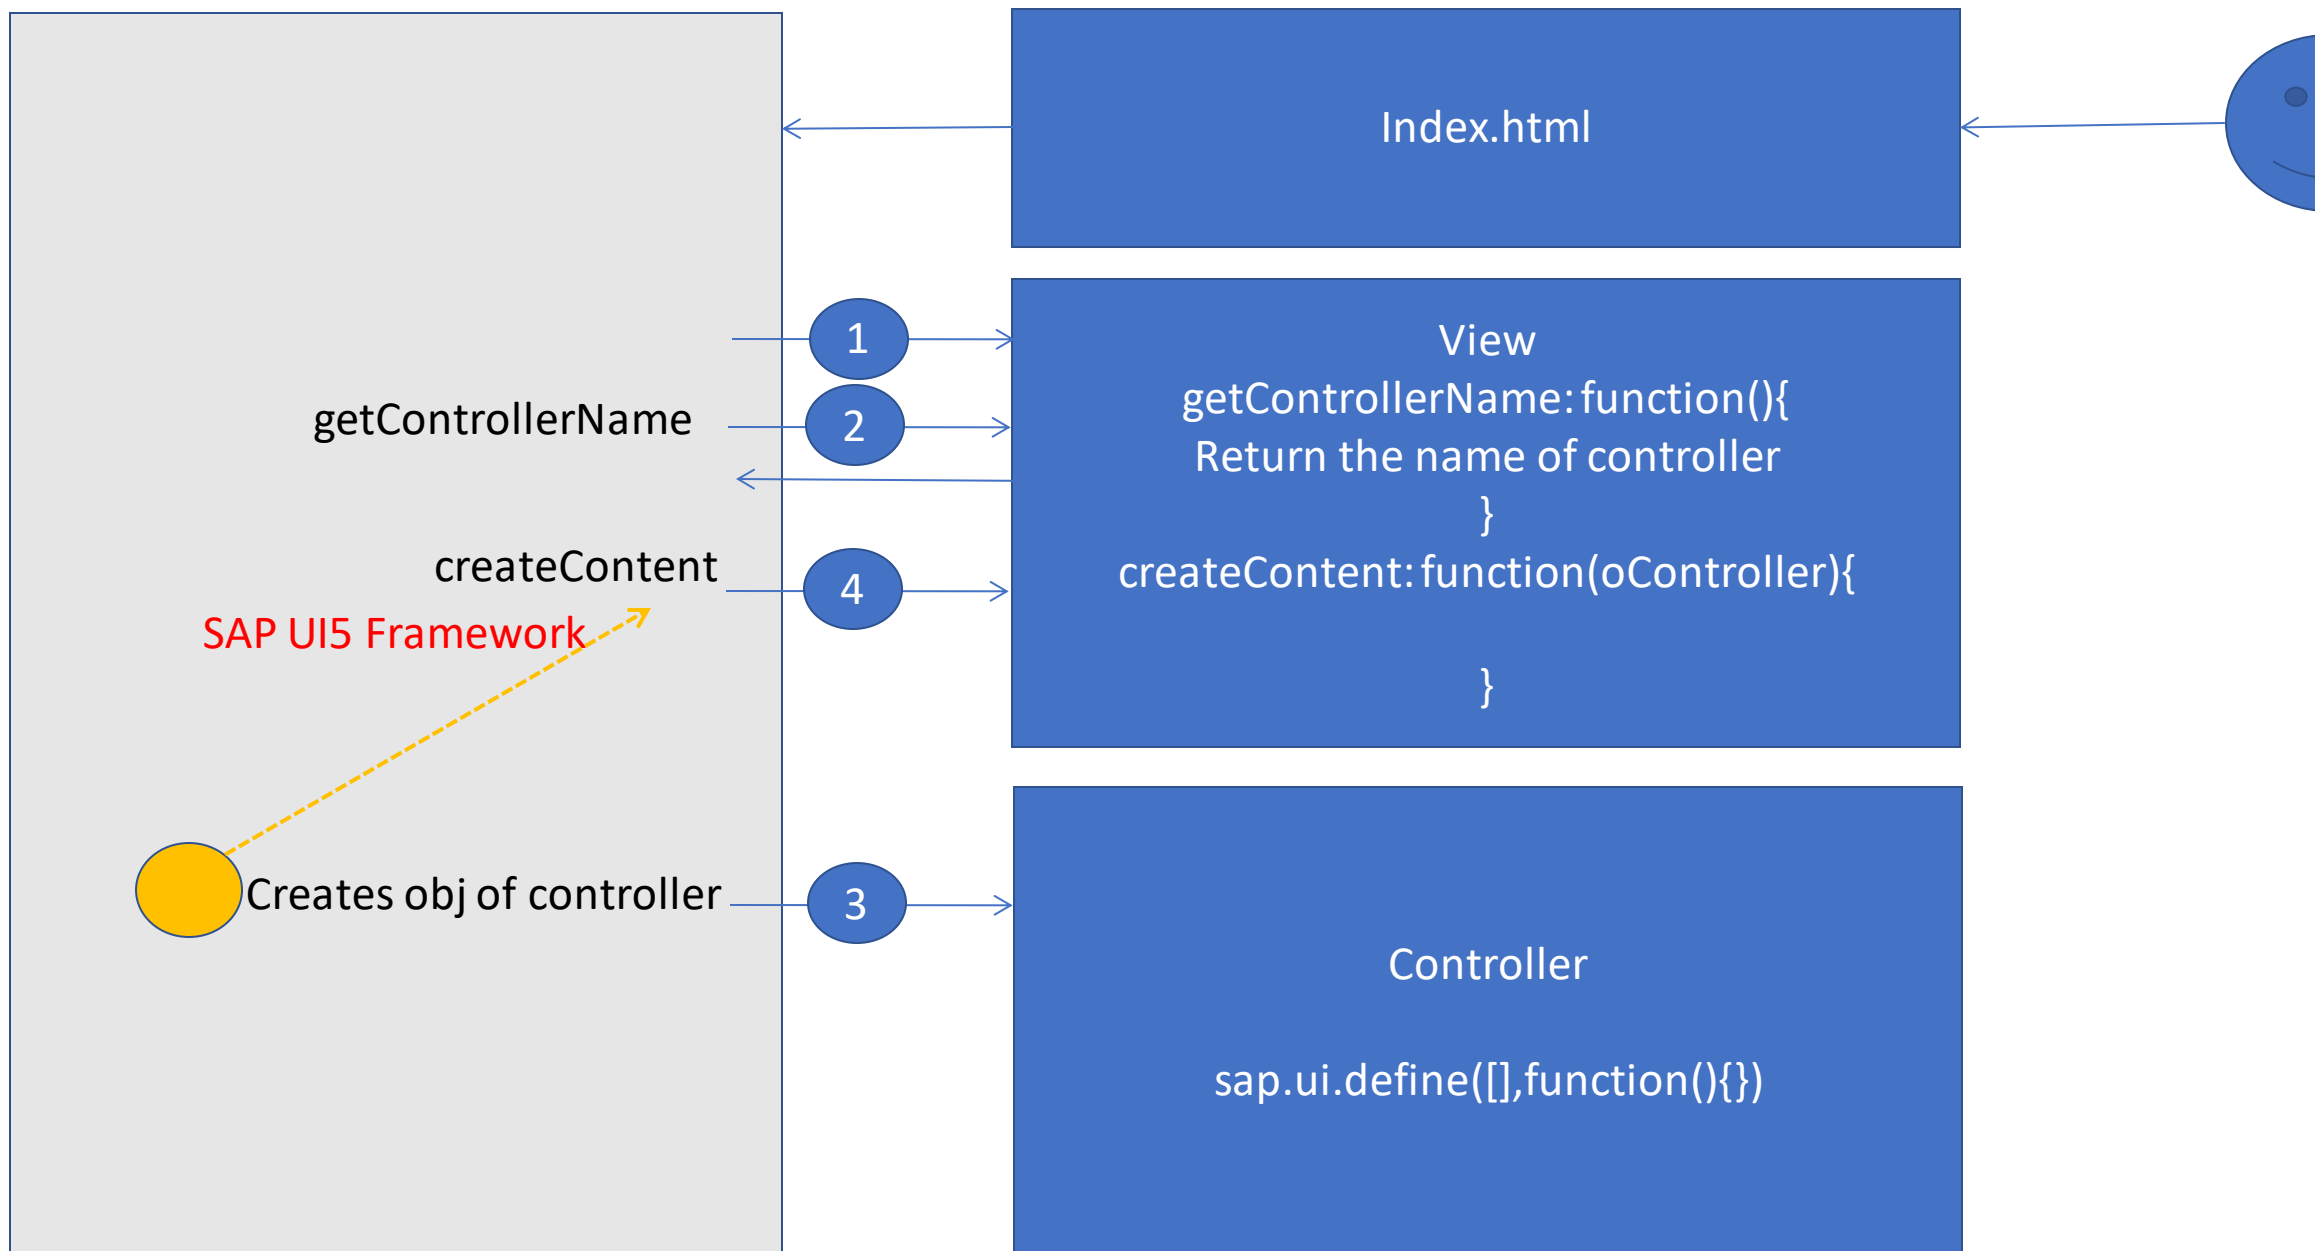 Index.html
1
View
getControllerName: function(){
getControllerName
2
Return the name of controller
}
createContent
4
createContent: function(oController){
SAP UI5 Framework
}
Creates obj of controller
3
Controller
sap.ui.define([],function(){})